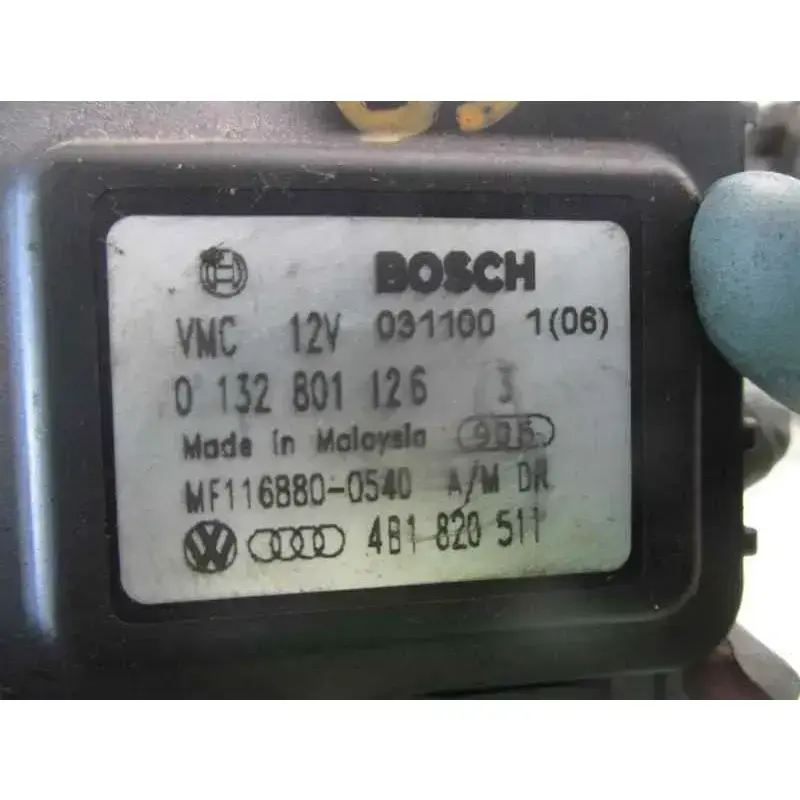 BOSCH
VMC 12V 031100 1(06)
0 132 801 126 3
Made in Malaysia 905
MF116880-0540 A/M DR
VW 4B1 820 511